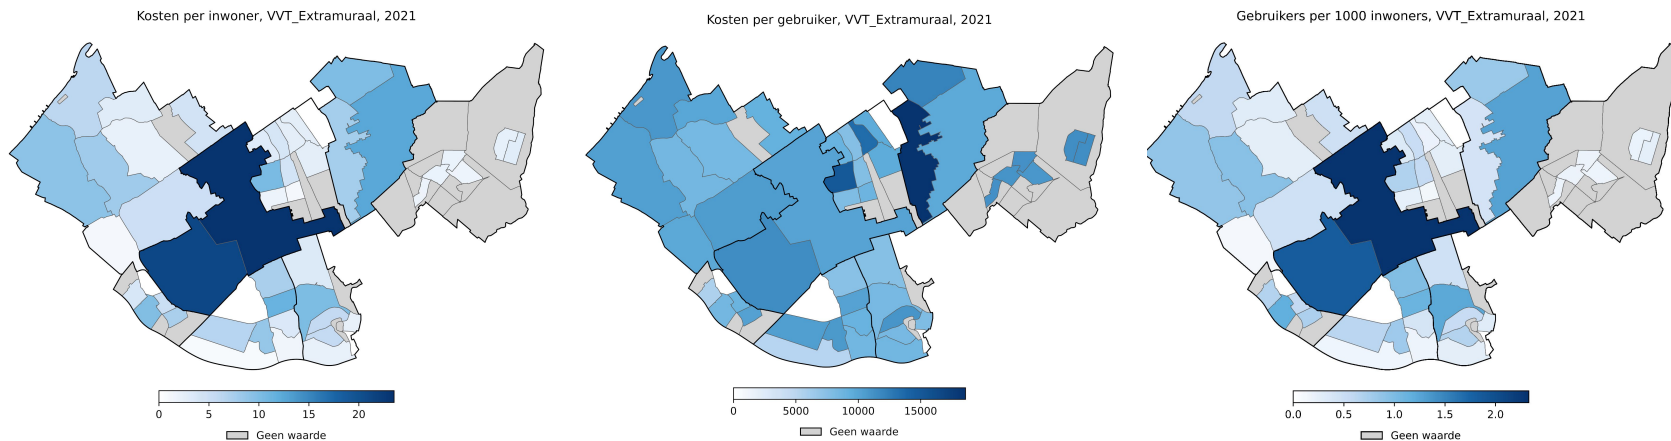 Kosten per inwoner, VVT_Extramuraal, 2021
0 5 10 15 20
Geen waarde
Kosten per gebruiker, VVT_Extramuraal, 2021
0 5000 10000 15000
Geen waarde
Gebruikers per 1000 inwoners, VVT_Extramuraal, 2021
0.0 0.5 1.0 1.5 2.0
Geen waarde